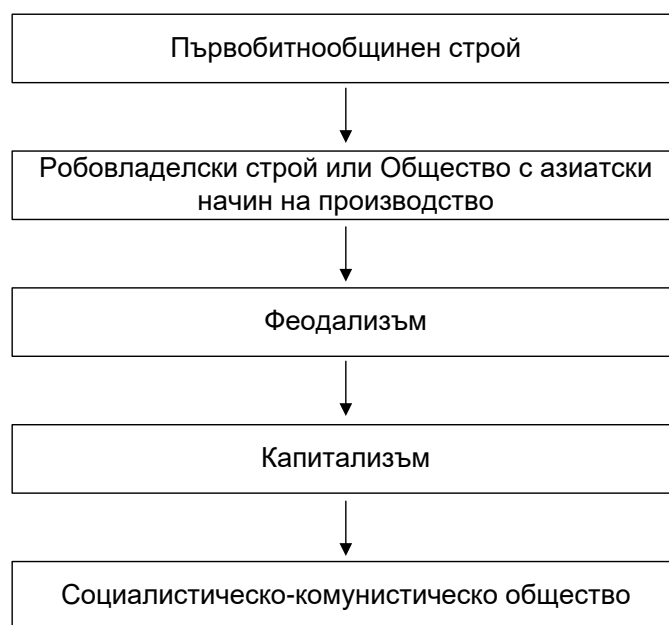 Първобитнообщинен строй
Робовладелски строй или Общество с азиатски
начин на производство
Феодализъм
Капитализъм
Социалистическо-комунистическо общество